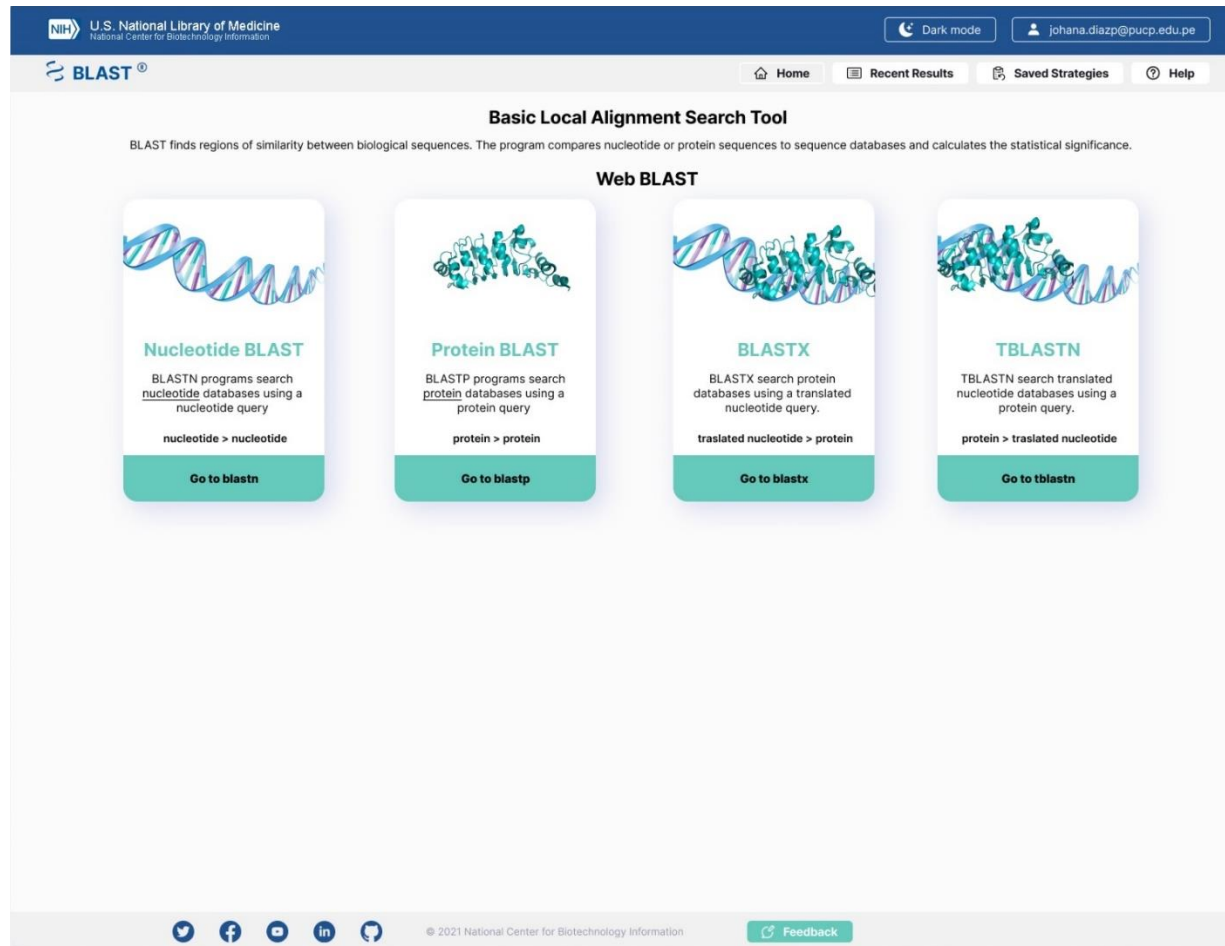 NIH U.S. National Library of Medicine
National Center for Biotechnology Information
Dark mode
johana.diazp@pucp.edu.pe
BLAST ®
Home
Recent Results
Saved Strategies
Help
Basic Local Alignment Search Tool
BLAST finds regions of similarity between biological sequences. The program compares nucleotide or protein sequences to sequence databases and calculates the statistical significance.
Web BLAST
Nucleotide BLAST
BLASTN programs search
nucleotide databases using a
nucleotide query
nucleotide > nucleotide
Go to blastn
Protein BLAST
BLASTP programs search
protein databases using a
protein query
protein > protein
Go to blastp
BLASTX
BLASTX search protein
databases using a translated
nucleotide query.
traslated nucleotide > protein
Go to blastx
TBLASTN
TBLASTN search translated
nucleotide databases using a
protein query.
protein > traslated nucleotide
Go to tblastn
© 2021 National Center for Biotechnology Information
Feedback